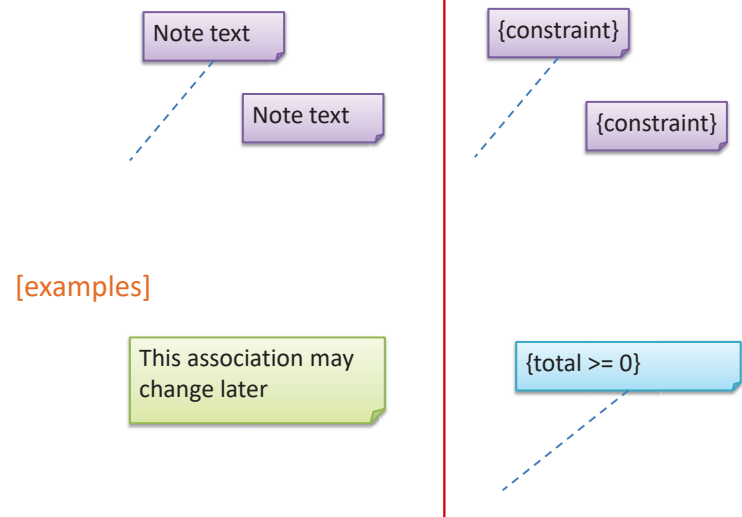 Note text
Note text
{constraint}
{constraint}
[examples]
This association may
change later
{total >= 0}